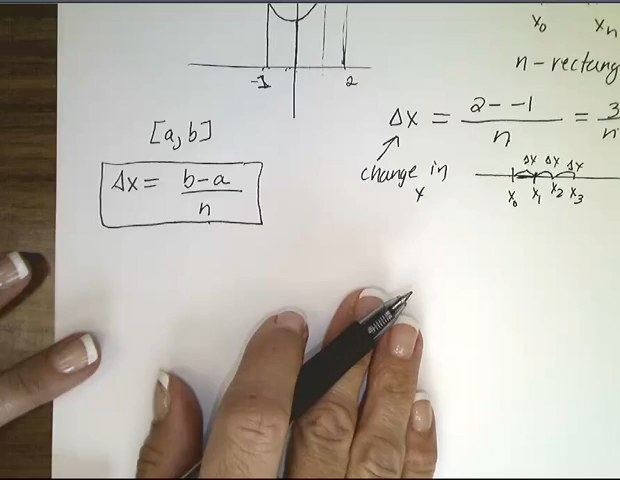 x₀ xₙ
n-rectang
-1 2
Δx = 2--1/n = 3/n
[a,b]
Δx = b-a/n
change in
x
Δx Δx Δx
x₀ x₁ x₂ x₃